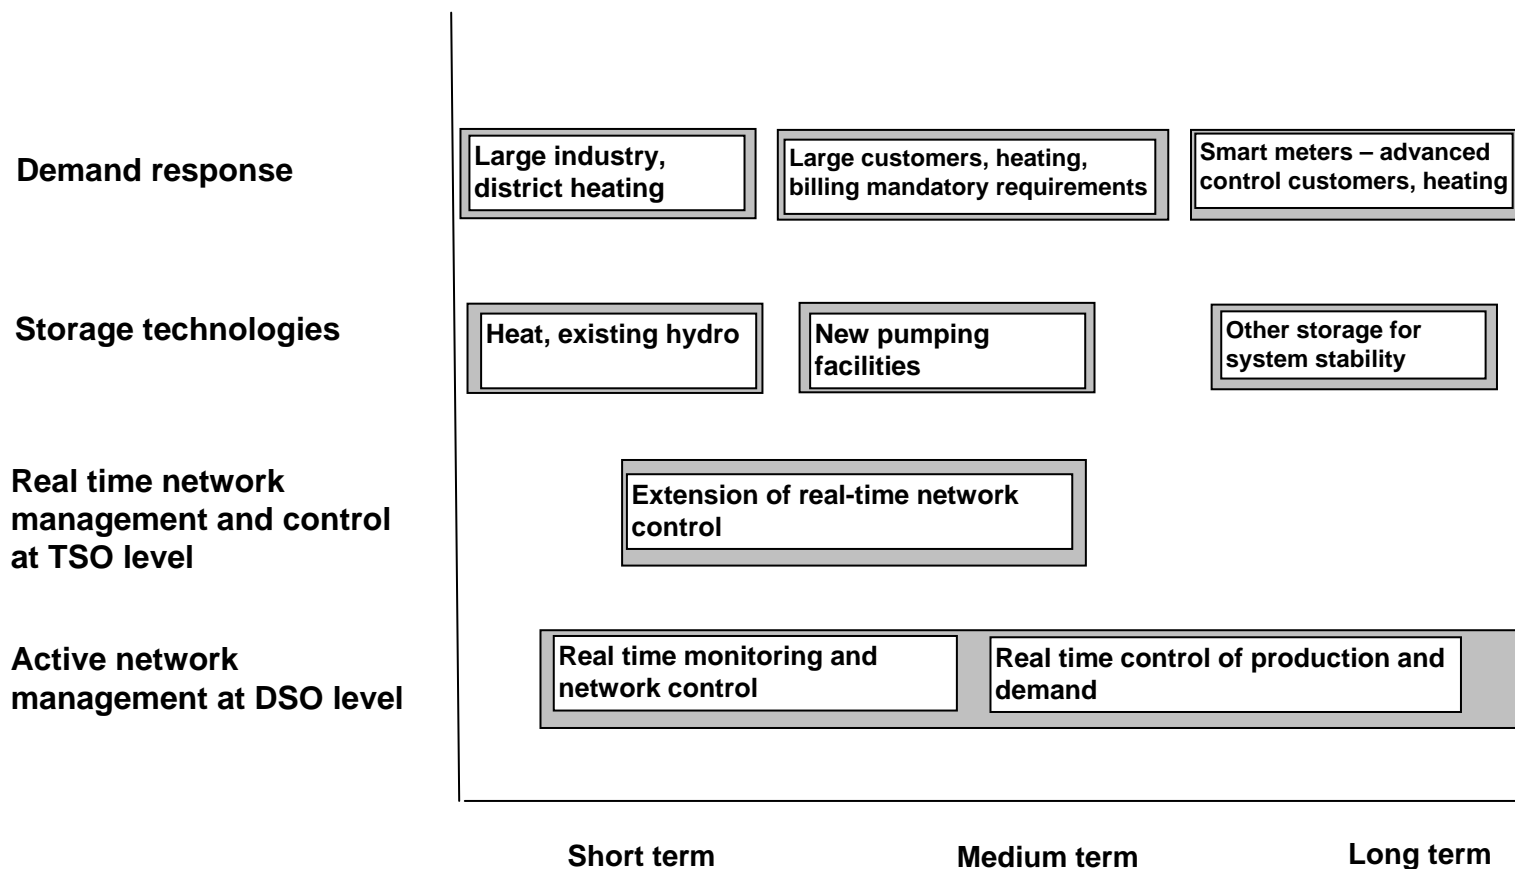 Demand response
Large industry,
district heating
Large customers, heating,
billing mandatory requirements
Smart meters – advanced
control customers, heating
Storage technologies
Heat, existing hydro
New pumping
facilities
Other storage for
system stability
Real time network
management and control
at TSO level
Extension of real-time network
control
Active network
management at DSO level
Real time monitoring and
network control
Real time control of production and
demand
Short term
Medium term
Long term